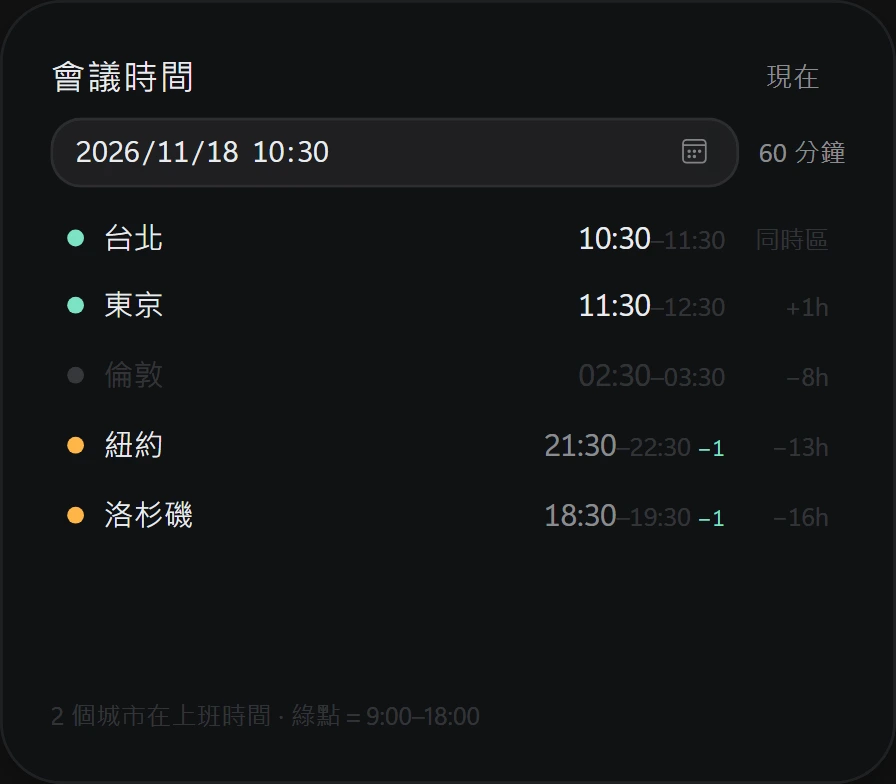 會議時間 現在
2026/11/18 10:30 60 分鐘
台北 10:30–11:30 同時區
東京 11:30–12:30 +1h
倫敦 02:30–03:30 −8h
紐約 21:30–22:30 −1 −13h
洛杉磯 18:30–19:30 −1 −16h
2 個城市在上班時間 · 綠點 = 9:00–18:00